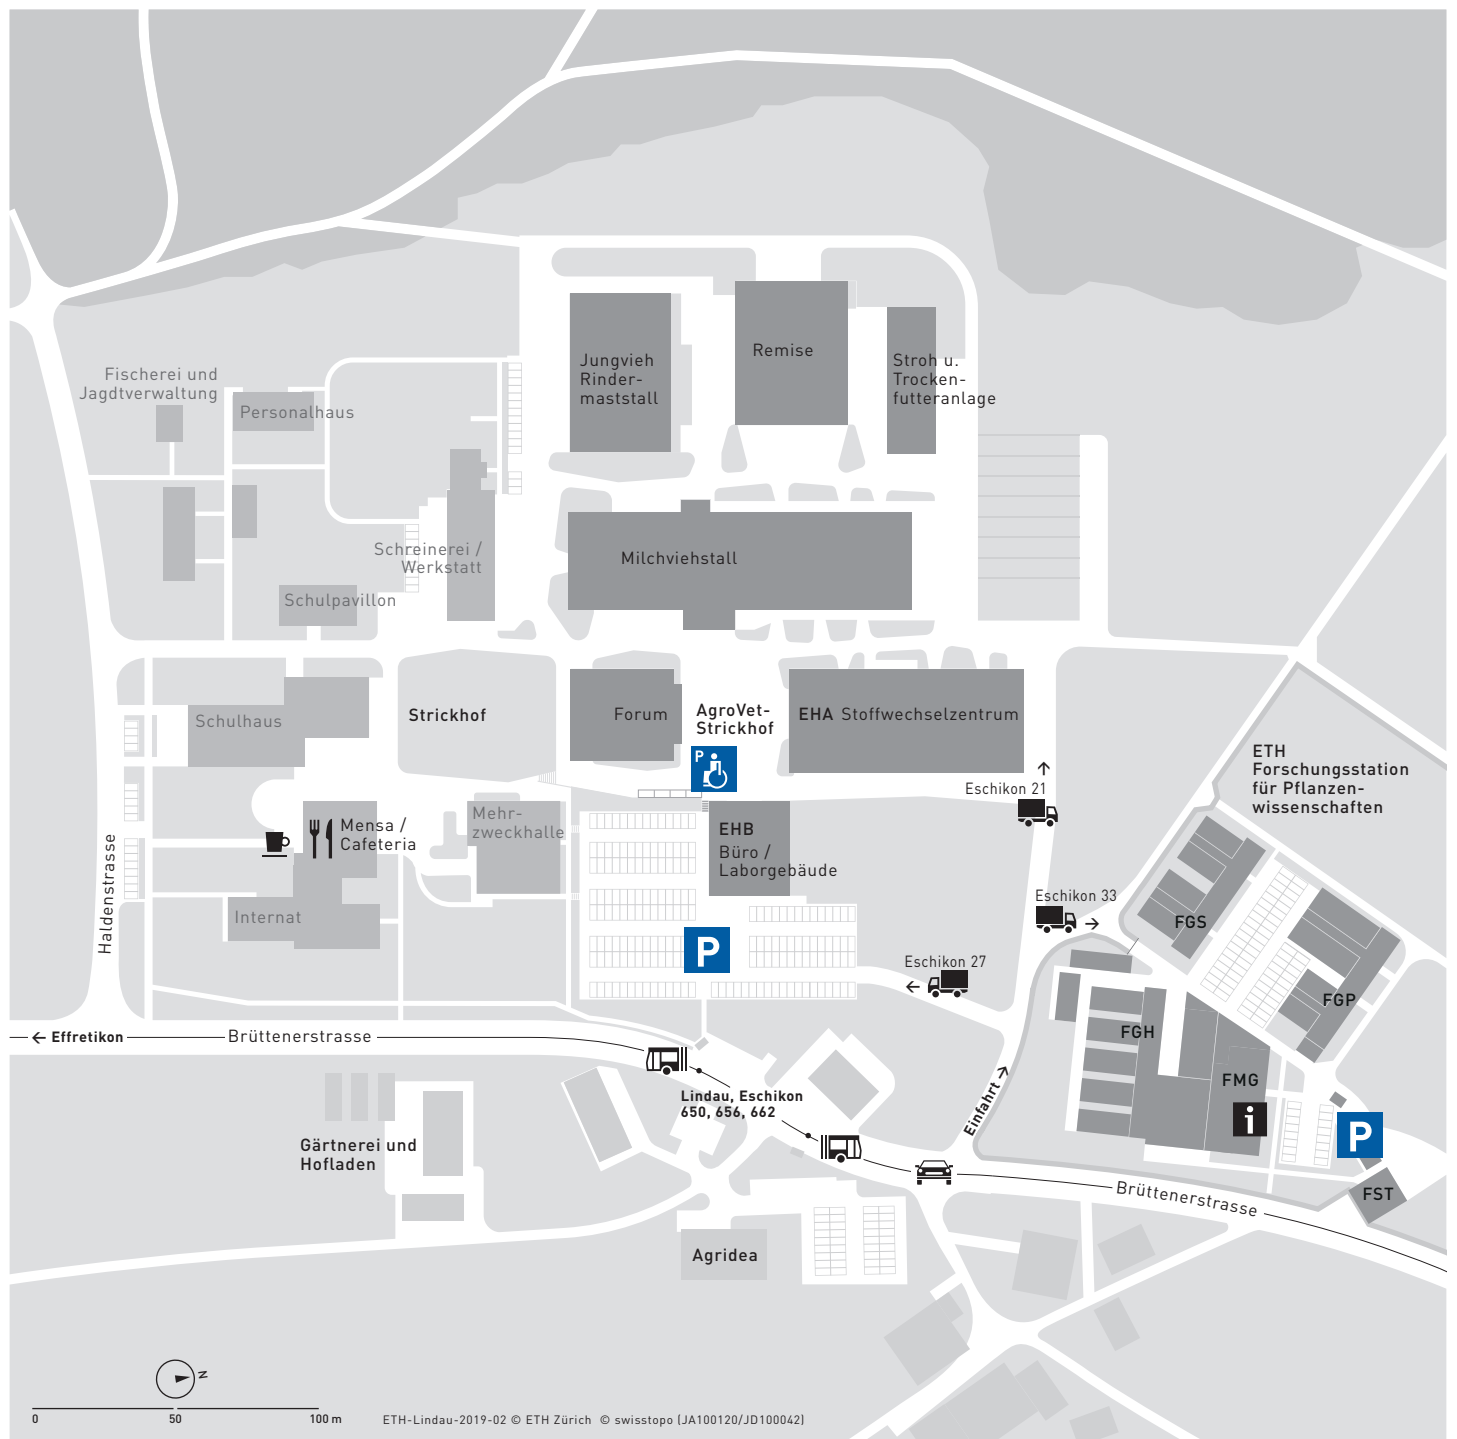 Fischerei und
Jagdtverwaltung
Personalhaus
Jungvieh
Rinder-
maststall
Remise
Stroh u.
Trocken-
futteranlage
Schreinerei /
Werkstatt
Schulpavillon
Milchviehstall
Schulhaus
Strickhof
Forum
AgroVet-
Strickhof
EHA Stoffwechselzentrum
P
ETH
Forschungsstation
für Pflanzen-
wissenschaften
Eschikon 21
Mensa /
Cafeteria
Mehr-
zweckhalle
EHB
Büro /
Laborgebäude
Haldenstrasse
Internat
Eschikon 33
FGS
P
Eschikon 27
FGP
FGH
← Effretikon
Brüttenerstrasse
FMG
i
Lindau, Eschikon
650, 656, 662
Einfahrt →
P
Gärtnerei und
Hofladen
Brüttenerstrasse
FST
Agridea
N
0 50 100 m
ETH-Lindau-2019-02 © ETH Zürich © swisstopo (JA100120/JD100042)